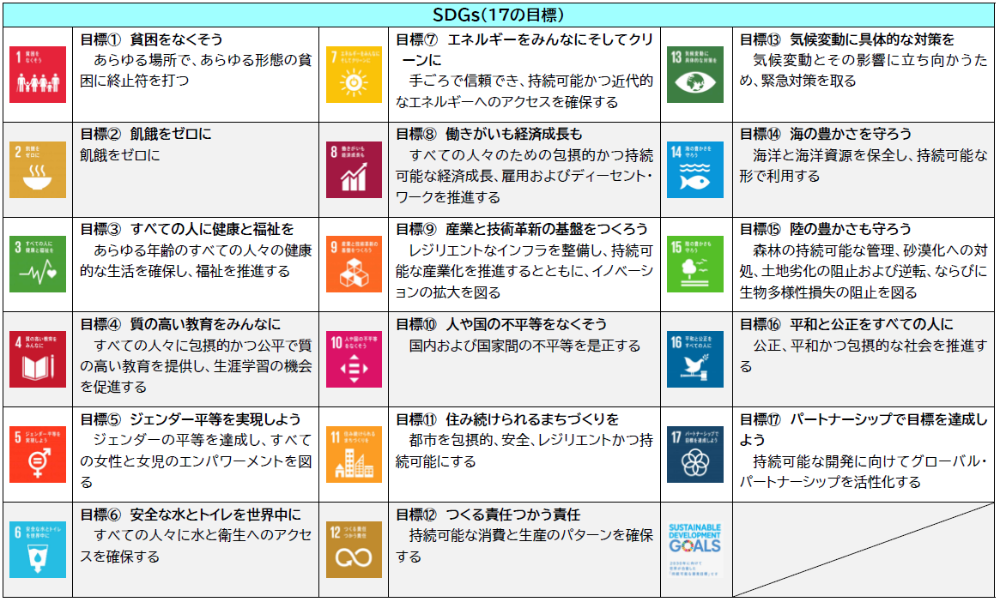 SDGs(17の目標)
1 貧困を
なくそう
目標① 貧困をなくそう
あらゆる場所で、あらゆる形態の貧
困に終止符を打つ
2 飢餓を
ゼロに
目標② 飢餓をゼロに
飢餓をゼロに
3 すべての人に
健康と福祉を
目標③ すべての人に健康と福祉を
あらゆる年齢のすべての人々の健康
的な生活を確保し、福祉を推進する
4 質の高い教育を
みんなに
目標④ 質の高い教育をみんなに
すべての人々に包摂的かつ公平で質
の高い教育を提供し、生涯学習の機会
を促進する
5 ジェンダー平等を
実現しよう
目標⑤ ジェンダー平等を実現しよう
ジェンダーの平等を達成し、すべて
の女性と女児のエンパワーメントを図
る
6 安全な水とトイレ
を世界中に
目標⑥ 安全な水とトイレを世界中に
すべての人々に水と衛生へのアクセ
スを確保する
7 エネルギーをみんなに
そしてクリーンに
目標⑦ エネルギーをみんなにそしてクリ
ーンに
手ごろで信頼でき、持続可能かつ近代的
なエネルギーへのアクセスを確保する
8 働きがいも
経済成長も
目標⑧ 働きがいも経済成長も
すべての人々のための包摂的かつ持続
可能な経済成長、雇用およびディーセント・
ワークを推進する
9 産業と技術革新の
基盤をつくろう
目標⑨ 産業と技術革新の基盤をつくろう
レジリエントなインフラを整備し、持続可
能な産業化を推進するとともに、イノベーシ
ョンの拡大を図る
10 人や国の不平等
をなくそう
目標⑩ 人や国の不平等をなくそう
国内および国家間の不平等を是正する
11 住み続けられる
まちづくりを
目標⑪ 住み続けられるまちづくりを
都市を包摂的、安全、レジリエントかつ持
続可能にする
12 つくる責任
つかう責任
目標⑫ つくる責任つかう責任
持続可能な消費と生産のパターンを確保
する
13 気候変動に
具体的な対策を
目標⑬ 気候変動に具体的な対策を
気候変動とその影響に立ち向かうた
め、緊急対策を取る
14 海の豊かさを
守ろう
目標⑭ 海の豊かさを守ろう
海洋と海洋資源を保全し、持続可能な
形で利用する
15 陸の豊かさも
守ろう
目標⑮ 陸の豊かさも守ろう
森林の持続可能な管理、砂漠化への対
処、土地劣化の阻止および逆転、ならびに
生物多様性損失の阻止を図る
16 平和と公正を
すべての人に
目標⑯ 平和と公正をすべての人に
公正、平和かつ包摂的な社会を推進す
る
17 パートナーシップで
目標を達成しよう
目標⑰ パートナーシップで目標を達成し
よう
持続可能な開発に向けてグローバル・
パートナーシップを活性化する
SUSTAINABLE
DEVELOPMENT
GOALS
2030年に向けて
世界が合意した
「持続可能な開発目標」です